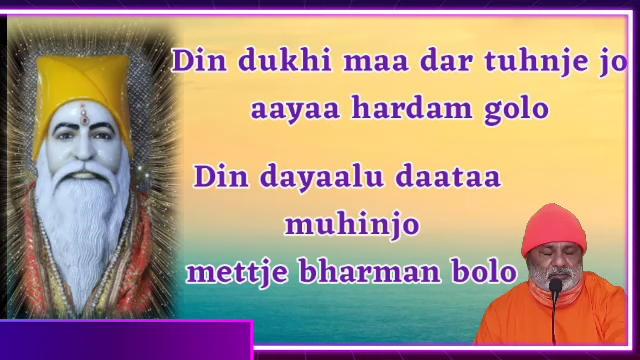 Din dukhi maa dar tuhnje jo
aayaa hardam golo
Din dayaalu daataa
muhinjo
mettje bharman bolo